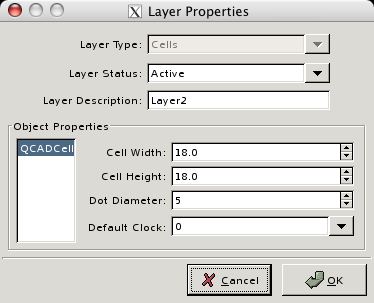 Layer Properties
Layer Type: Cells
Layer Status: Active
Layer Description: Layer2
Object Properties
QCADCell
Cell Width: 18.0
Cell Height: 18.0
Dot Diameter: 5
Default Clock: 0
Cancel OK